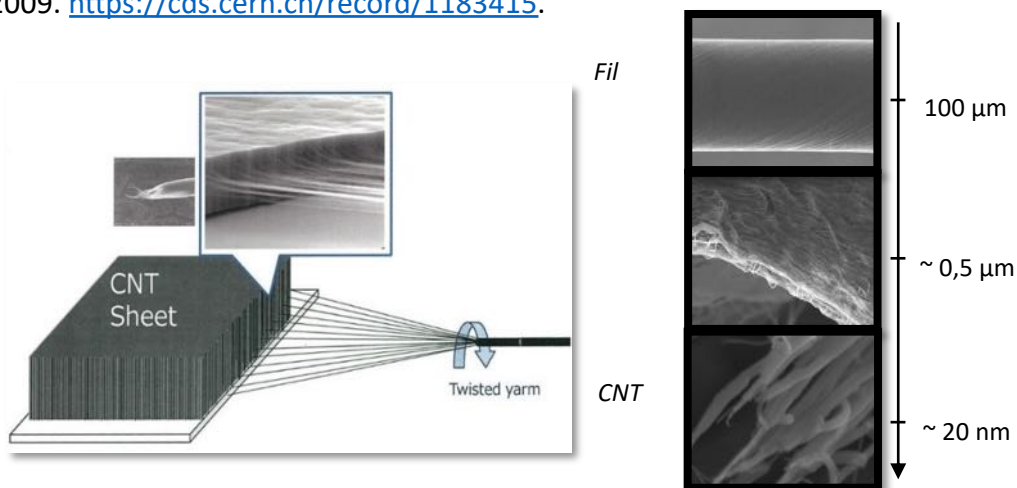 2009. https://cds.cern.ch/record/1183415.
Fil
100 µm
CNT
Sheet
~ 0,5 µm
Twisted yarm
CNT
~ 20 nm